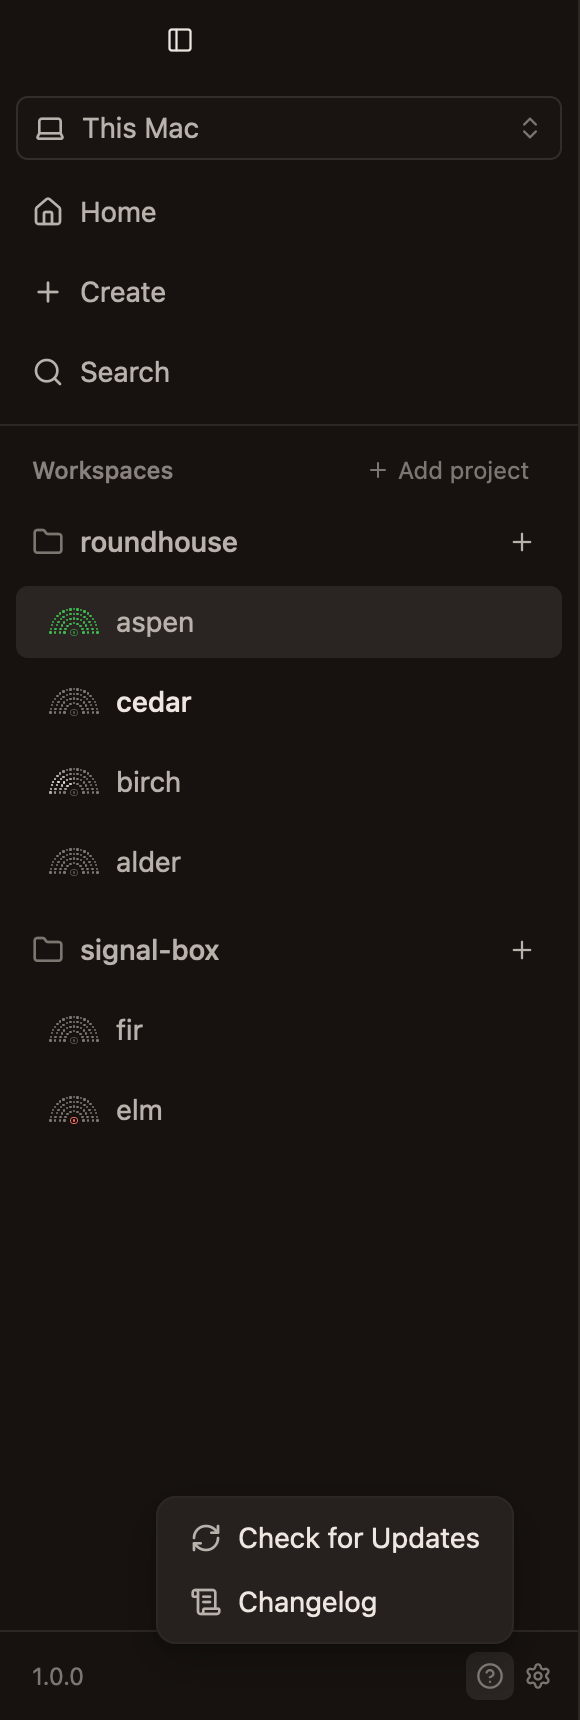 This Mac
Home
Create
Search
Workspaces
Add project
roundhouse
aspen
cedar
birch
alder
signal-box
fir
elm
Check for Updates
Changelog
1.0.0